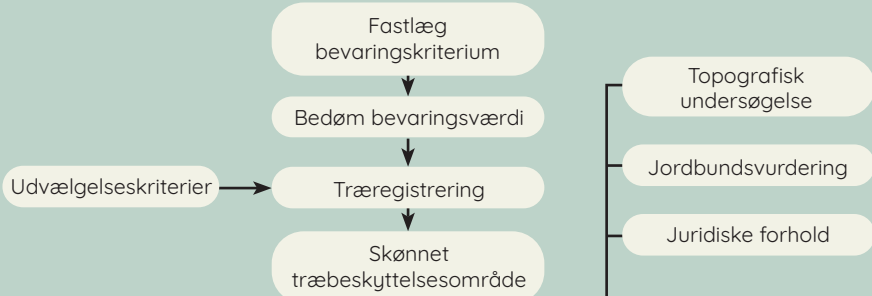 Fastlæg
bevaringskriterium
Bedøm bevaringsværdi
Udvælgelseskriterier
Træregistrering
Skønnet
træbeskyttelsesområde
Topografisk
undersøgelse
Jordbundsvurdering
Juridiske forhold